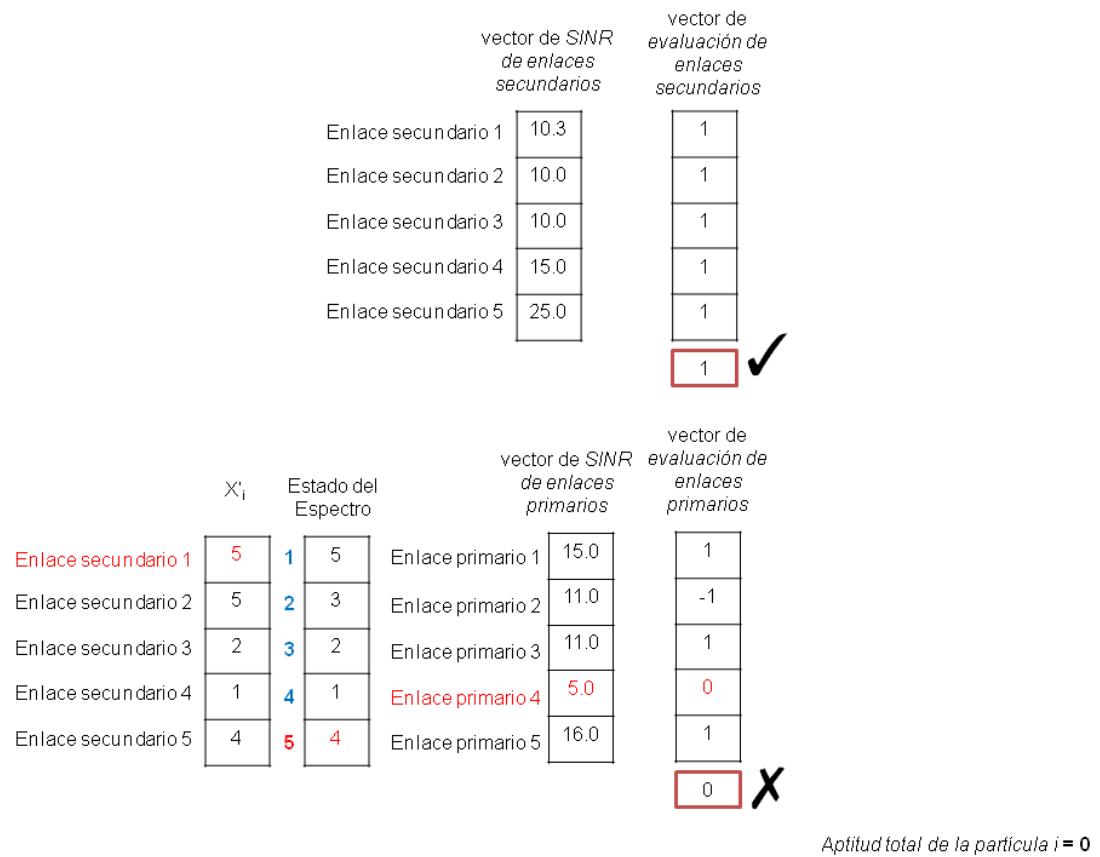 vector de SINR
de enlaces
secundarios
vector de
evaluación de
enlaces
secundarios
Enlace secundario 1 10.3 1
Enlace secundario 2 10.0 1
Enlace secundario 3 10.0 1
Enlace secundario 4 15.0 1
Enlace secundario 5 25.0 1
1 ✓
X'i
Estado del
Espectro
vector de SINR
de enlaces
primarios
vector de
evaluación de
enlaces
primarios
Enlace secundario 1 5 1 5 Enlace primario 1 15.0 1
Enlace secundario 2 5 2 3 Enlace primario 2 11.0 -1
Enlace secundario 3 2 3 2 Enlace primario 3 11.0 1
Enlace secundario 4 1 4 1 Enlace primario 4 5.0 0
Enlace secundario 5 4 5 4 Enlace primario 5 16.0 1
0 ✗
Aptitud total de la partícula i = 0